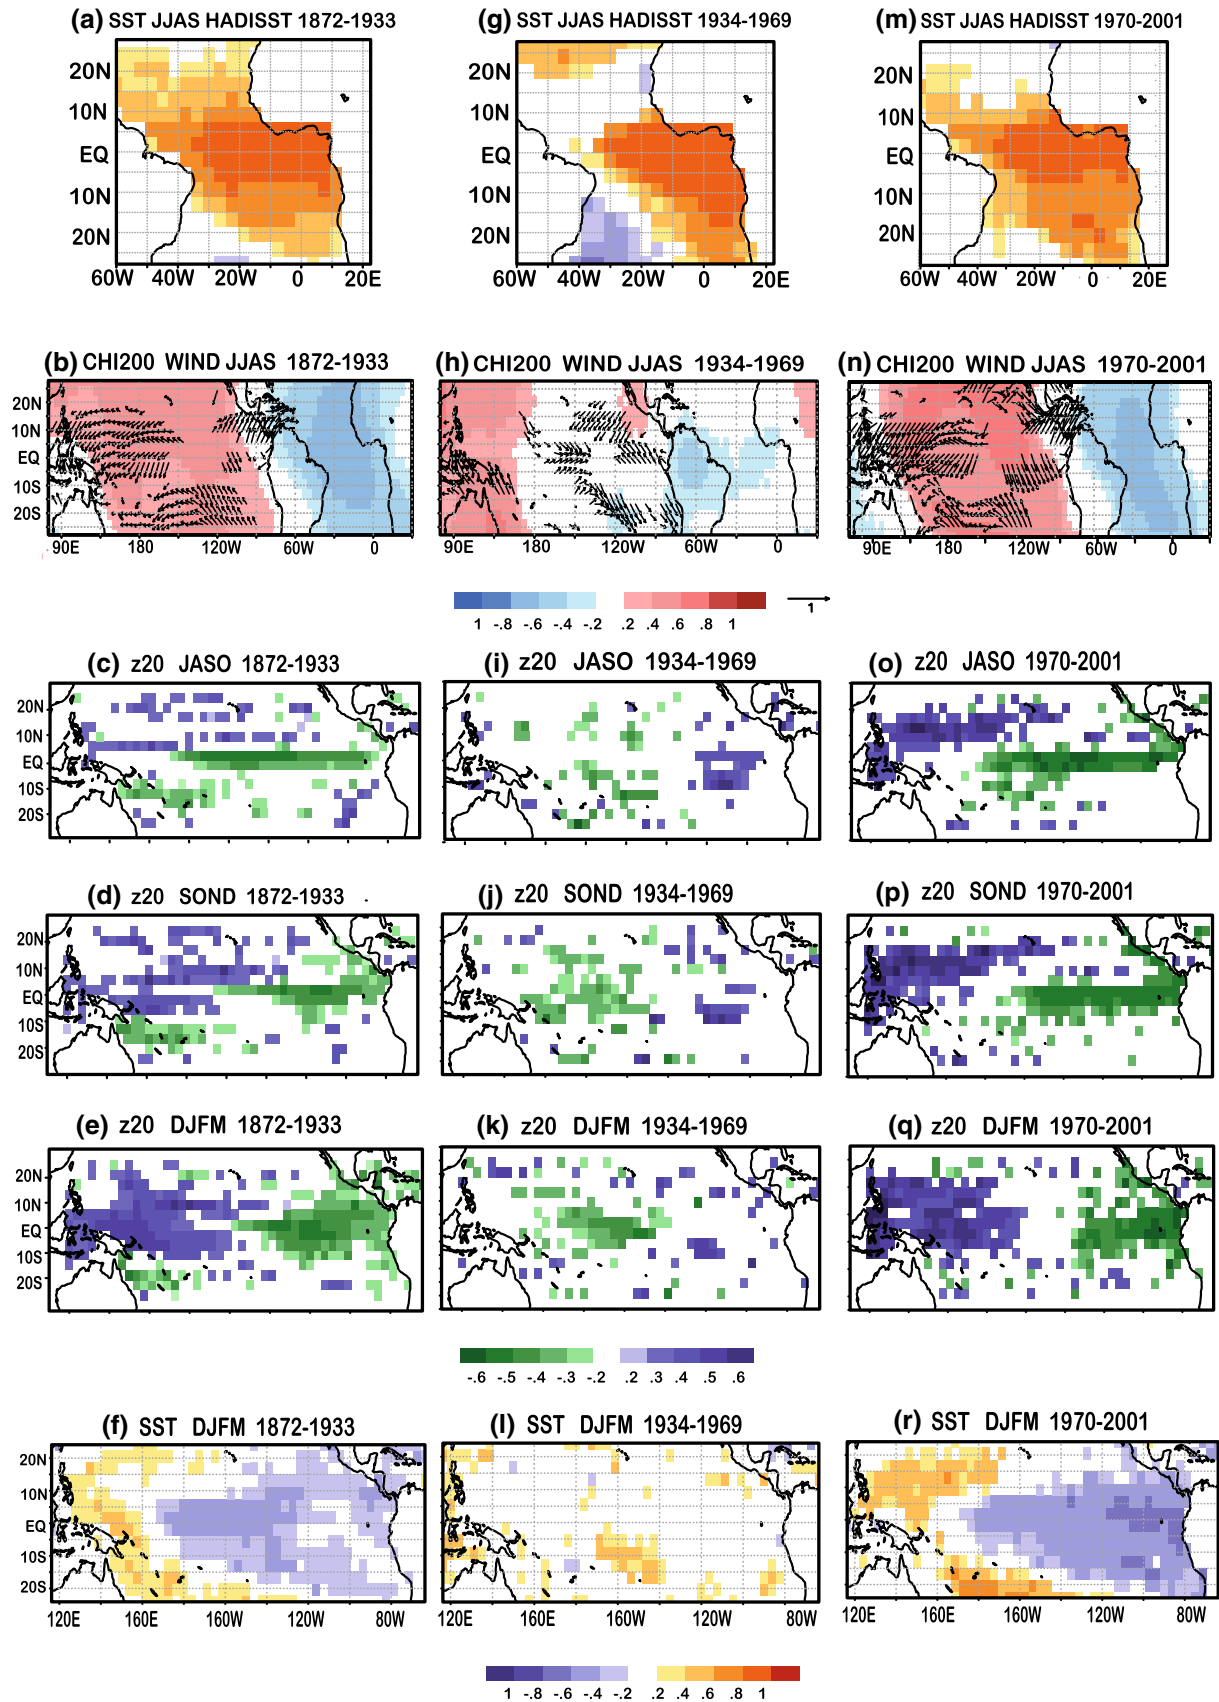 (a) SST JJAS HADISST 1872-1933
(g) SST JJAS HADISST 1934-1969
(m) SST JJAS HADISST 1970-2001
20N
10N
EQ
10N
20N
60W 40W 20W 0 20E
20N
10N
EQ
10N
20N
60W 40W 20W 0 20E
20N
10N
EQ
10N
20N
60W 40W 20W 0 20E
(b) CHI200 WIND JJAS 1872-1933
(h) CHI200 WIND JJAS 1934-1969
(n) CHI200 WIND JJAS 1970-2001
20N
10N
EQ
10S
20S
90E 180 120W 60W 0
90E 180 120W 60W 0
90E 180 120W 60W 0
1 -.8 -.6 -.4 -.2 .2 .4 .6 .8 1
1
(c) z20 JASO 1872-1933
(i) z20 JASO 1934-1969
(o) z20 JASO 1970-2001
20N
10N
EQ
10S
20S
(d) z20 SOND 1872-1933
(j) z20 SOND 1934-1969
(p) z20 SOND 1970-2001
20N
10N
EQ
10S
20S
(e) z20 DJFM 1872-1933
(k) z20 DJFM 1934-1969
(q) z20 DJFM 1970-2001
20N
10N
EQ
10S
20S
-.6 -.5 -.4 -.3 -.2 .2 .3 .4 .5 .6
(f) SST DJFM 1872-1933
(l) SST DJFM 1934-1969
(r) SST DJFM 1970-2001
20N
10N
EQ
10S
20S
120E 160E 160W 120W 80W
120E 160E 160W 120W 80W
120E 160E 160W 120W 80W
1 -.8 -.6 -.4 -.2 .2 .4 .6 .8 1